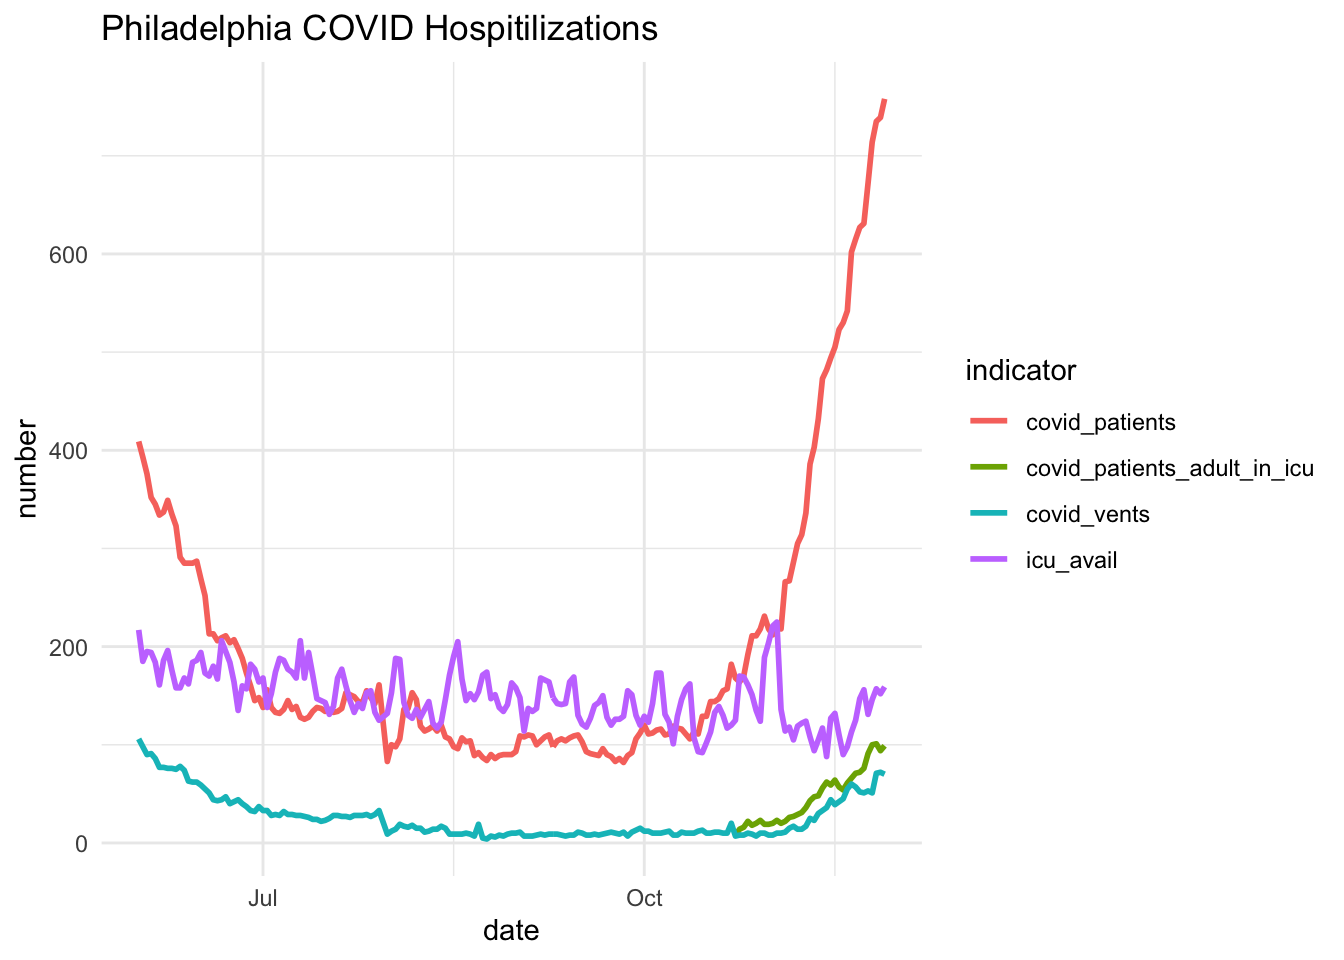 Philadelphia COVID Hospitilizations
600
400
200
0
number
Jul
Oct
date
indicator
covid_patients
covid_patients_adult_in_icu
covid_vents
icu_avail